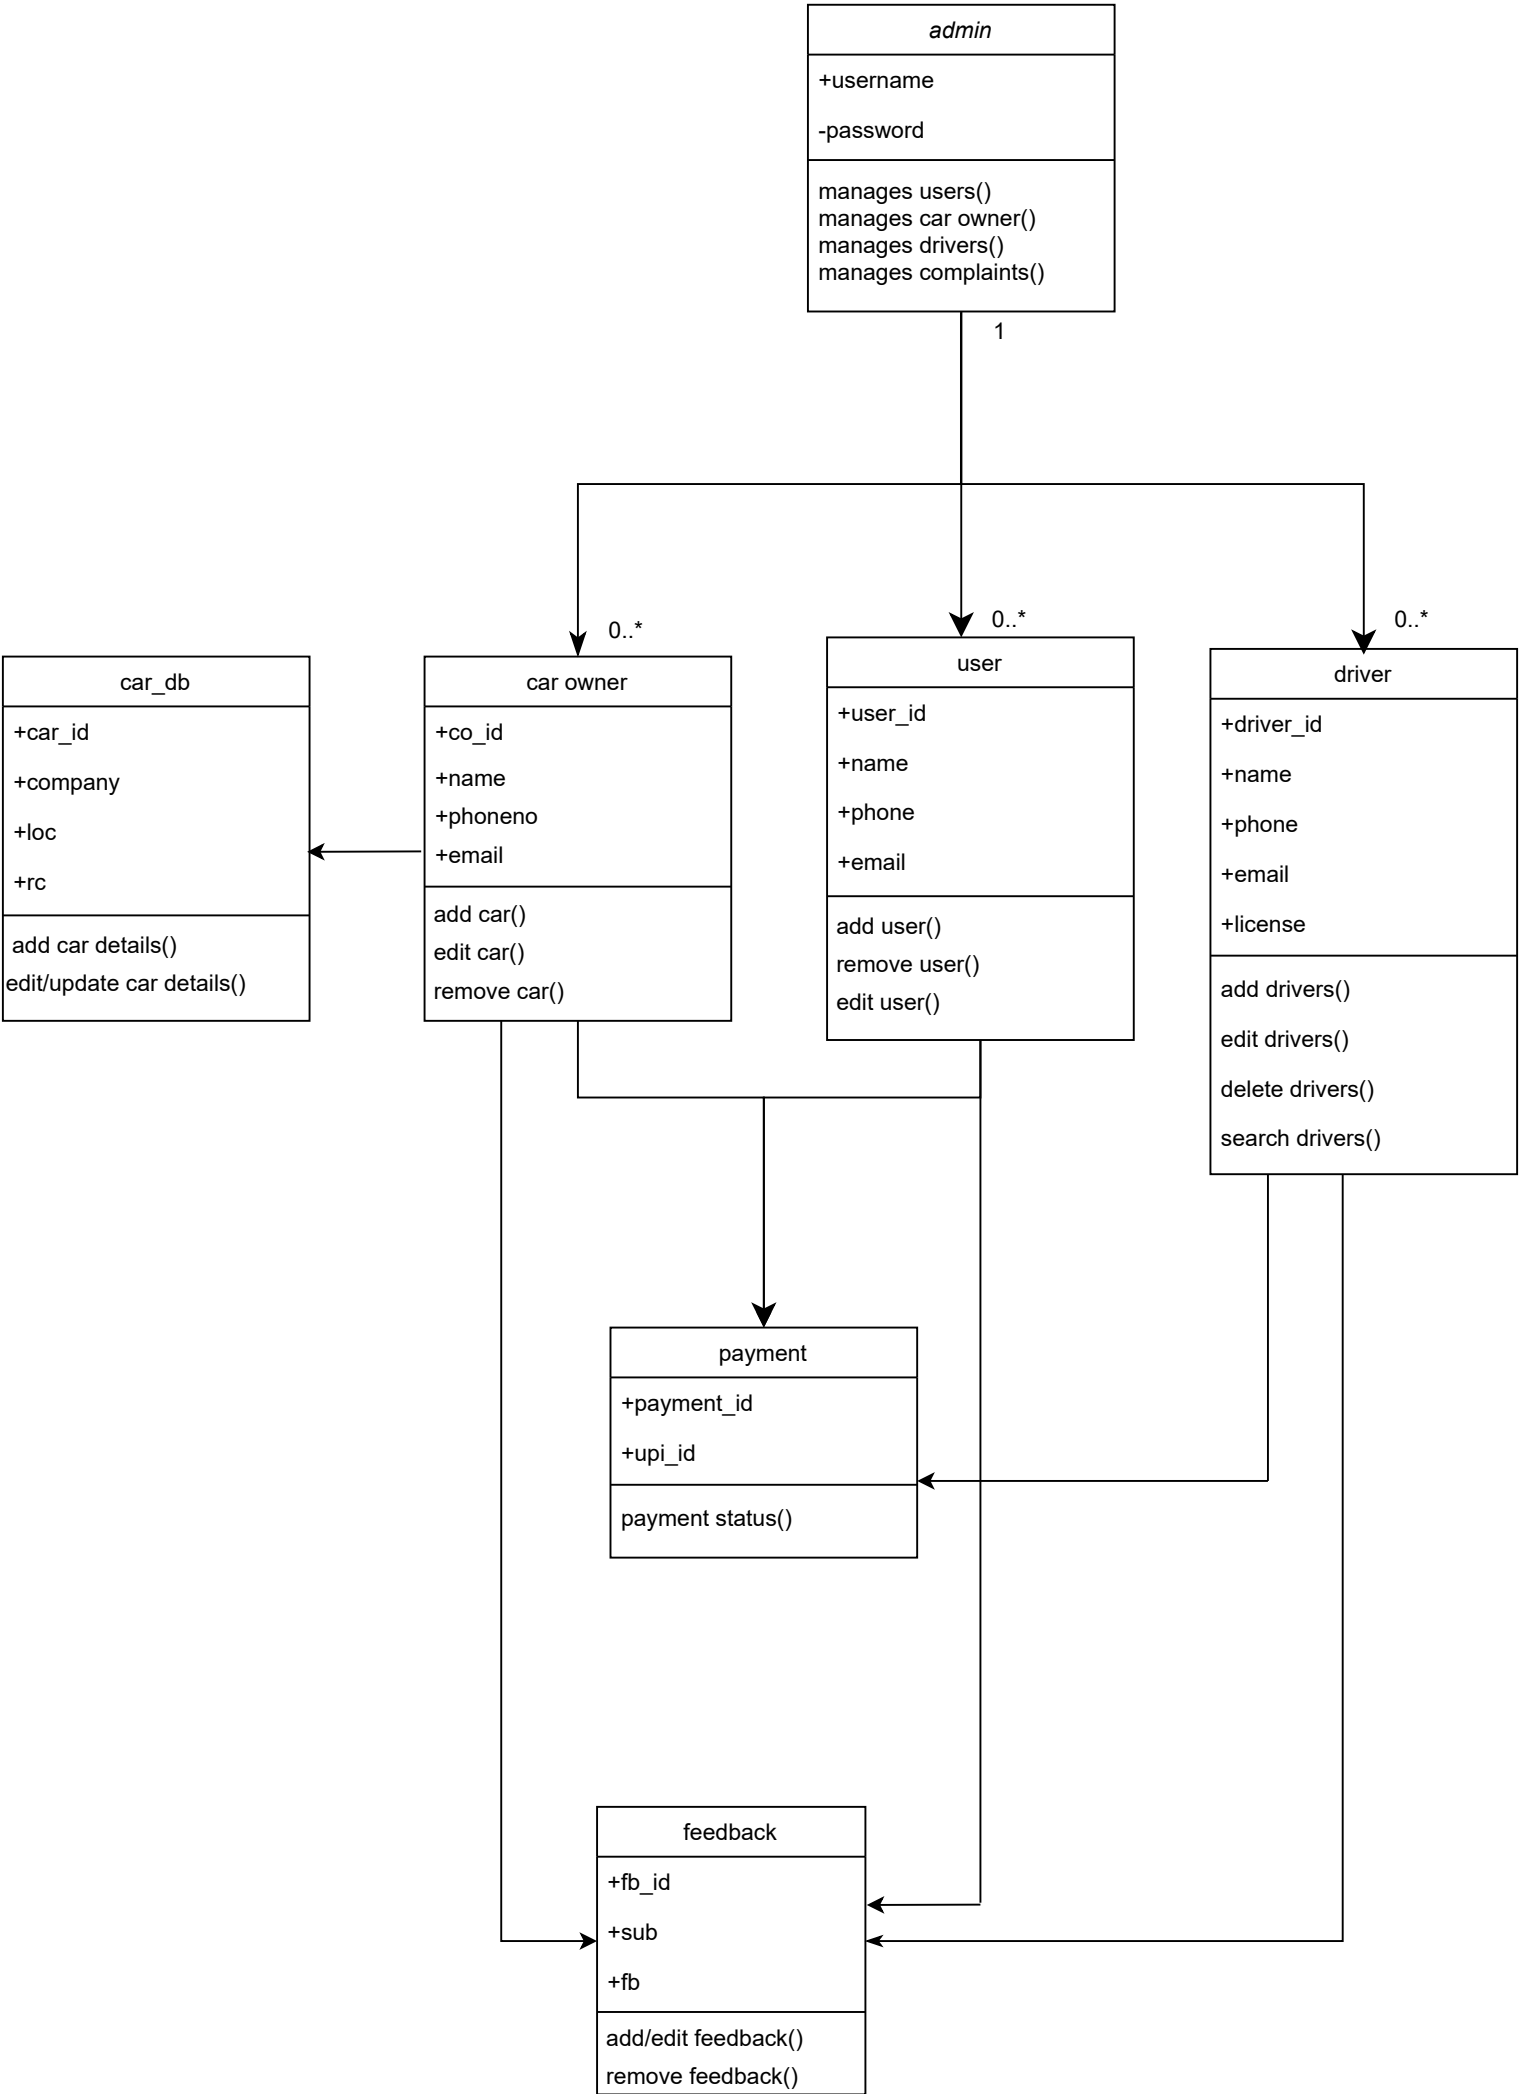 admin
+username
-password
manages users()
manages car owner()
manages drivers()
manages complaints()
1
0..*
0..*
0..*
car_db
+car_id
+company
+loc
+rc
add car details()
edit/update car details()
car owner
+co_id
+name
+phoneno
+email
add car()
edit car()
remove car()
user
+user_id
+name
+phone
+email
add user()
remove user()
edit user()
driver
+driver_id
+name
+phone
+email
+license
add drivers()
edit drivers()
delete drivers()
search drivers()
payment
+payment_id
+upi_id
payment status()
feedback
+fb_id
+sub
+fb
add/edit feedback()
remove feedback()